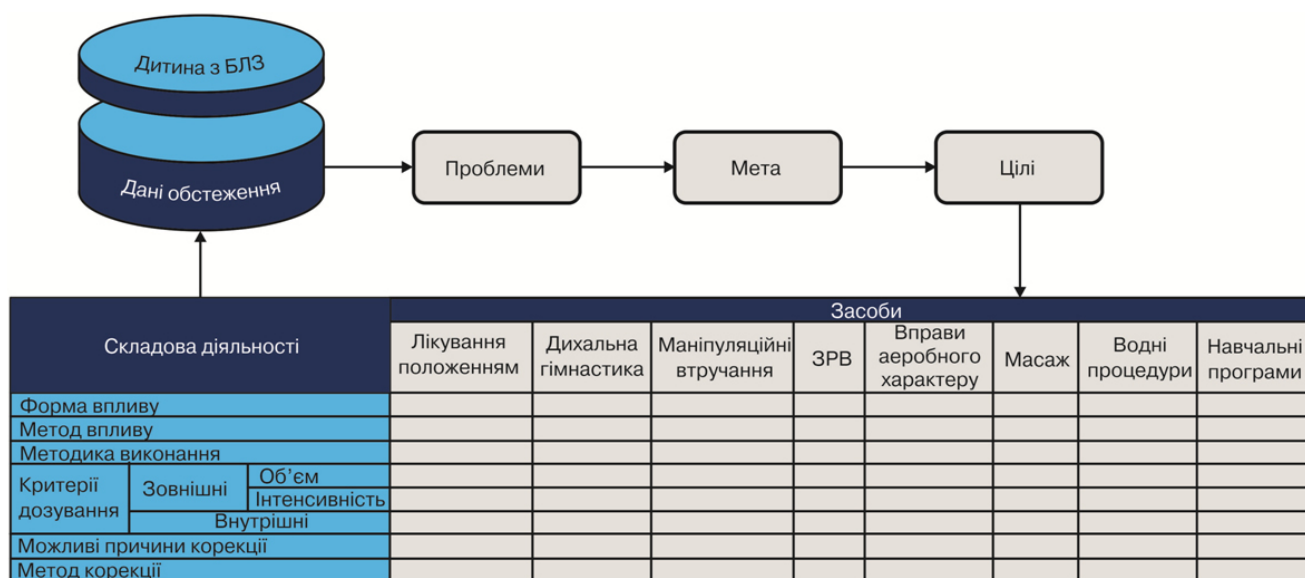 Дитина з БЛЗ
Дані обстеження
Проблеми
Мета
Цілі
Складова діяльності
Засоби
Лікування
положенням
Дихальна
гімнастика
Маніпуляційні
втручання
ЗРВ
Вправи
аеробного
характеру
Масаж
Водні
процедури
Навчальні
програми
Форма впливу
Метод впливу
Методика виконання
Критерії
дозування
Зовнішні
Об’єм
Інтенсивність
Внутрішні
Можливі причини корекції
Метод корекції